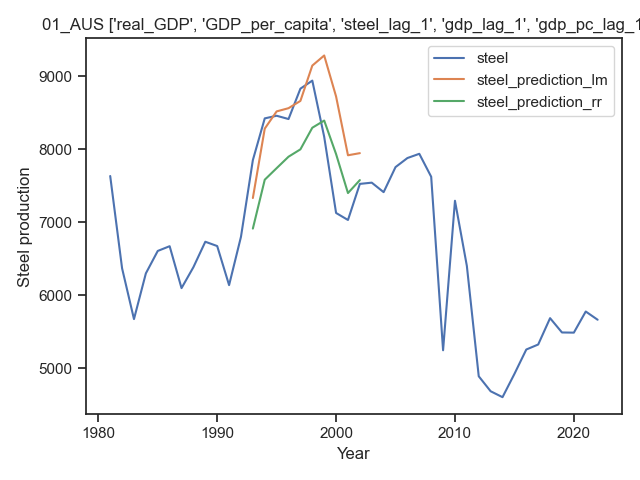 01_AUS ['real_GDP', 'GDP_per_capita', 'steel_lag_1', 'gdp_lag_1', 'gdp_pc_lag_1
steel
steel_prediction_lm
steel_prediction_rr
9000
8000
7000
6000
5000
Steel production
1980 1990 2000 2010 2020
Year